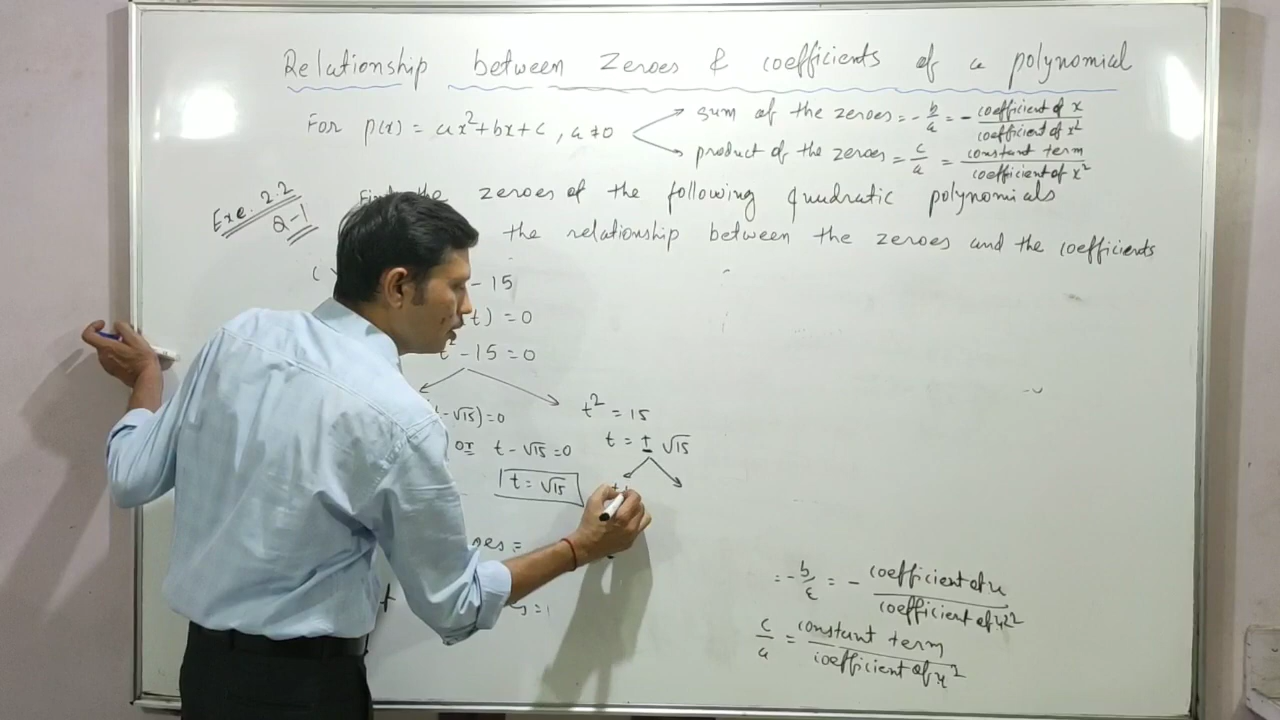 Relationship between Zeroes & coefficients of a polynomial
For p(x) = ax²+bx+c, a≠0
sum of the zeroes = -b/a = - coefficient of x / coefficient of x²
product of the zeroes = c/a = constant term / coefficient of x²
Exe. 2.2
Q-1
the zeroes of the following quadratic polynomials
the relationship between the zeroes and the coefficients
- 15
t) = 0
t² - 15 = 0
t - √15) = 0
t² = 15
or t - √15 = 0
t = ± √15
t = √15
= -b/
= - coefficient of x / coefficient of x²
c/a = constant term / coefficient of x²